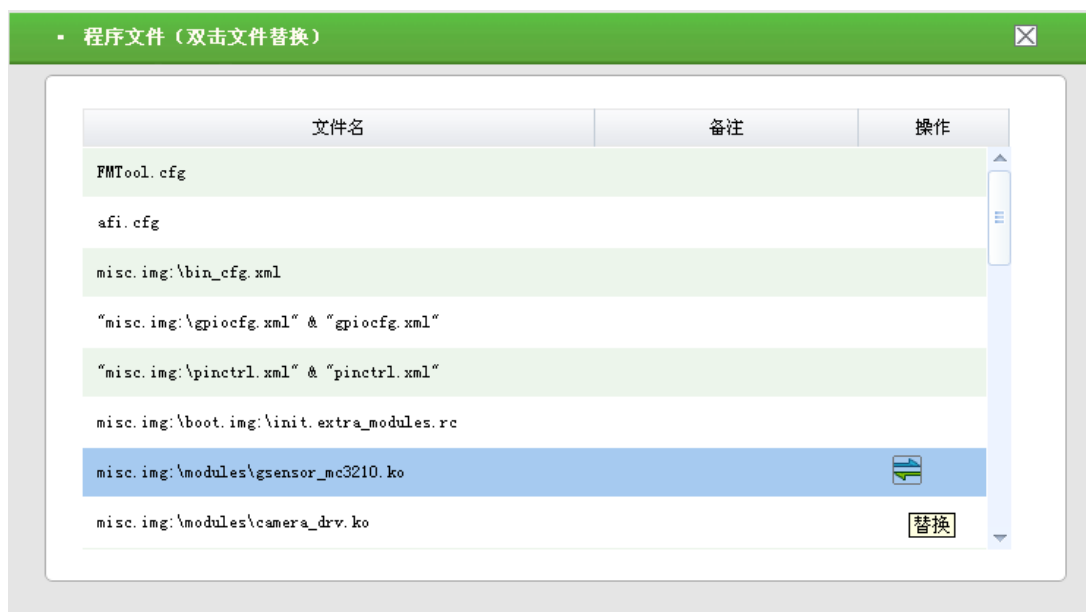 程序文件（双击文件替换）
文件名 备注 操作
FMTool.cfg
afi.cfg
misc.img:\bin_cfg.xml
"misc.img:\gpiocfg.xml" & "gpiocfg.xml"
"misc.img:\pinctrl.xml" & "pinctrl.xml"
misc.img:\boot.img:\init.extra_modules.rc
misc.img:\modules\gsensor_mc3210.ko
misc.img:\modules\camera_drv.ko
替换